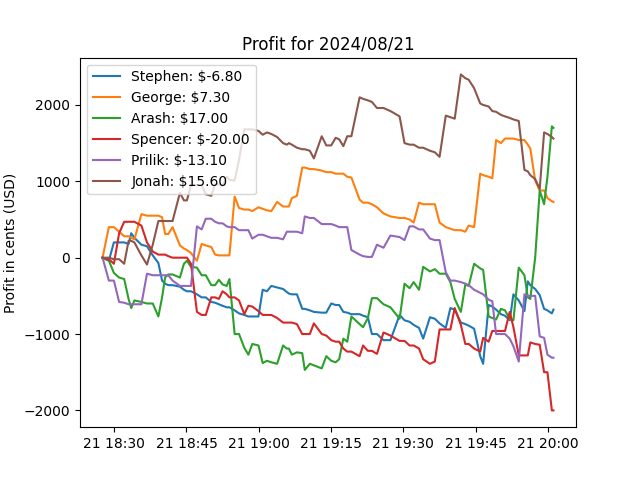 Profit for 2024/08/21
Profit in cents (USD)
2000
1000
0
−1000
−2000
Stephen: $-6.80
George: $7.30
Arash: $17.00
Spencer: $-20.00
Prilik: $-13.10
Jonah: $15.60
21 18:30 21 18:45 21 19:00 21 19:15 21 19:30 21 19:45 21 20:00